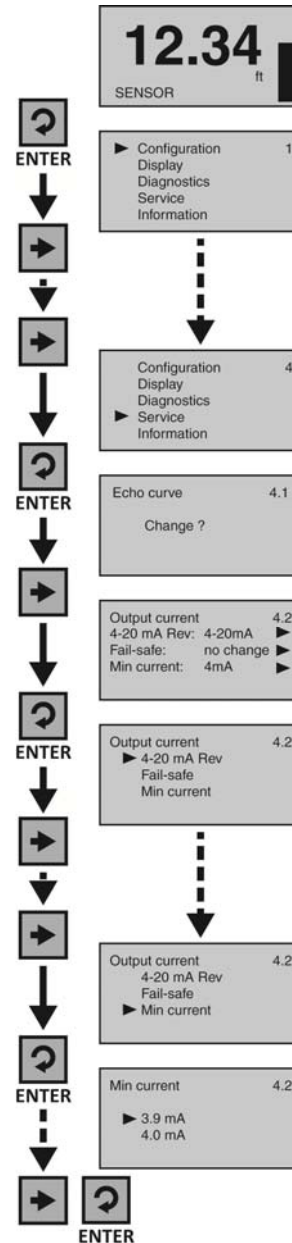 12.34
ft
SENSOR
ENTER
Configuration 1
Display
Diagnostics
Service
Information
Configuration 4
Display
Diagnostics
Service
Information
ENTER
Echo curve 4.1
Change ?
Output current 4.2
4-20 mA Rev: 4-20mA
Fail-safe: no change
Min current: 4mA
ENTER
Output current 4.2
4-20 mA Rev
Fail-safe
Min current
Output current 4.2
4-20 mA Rev
Fail-safe
Min current
ENTER
Min current 4.2
3.9 mA
4.0 mA
ENTER